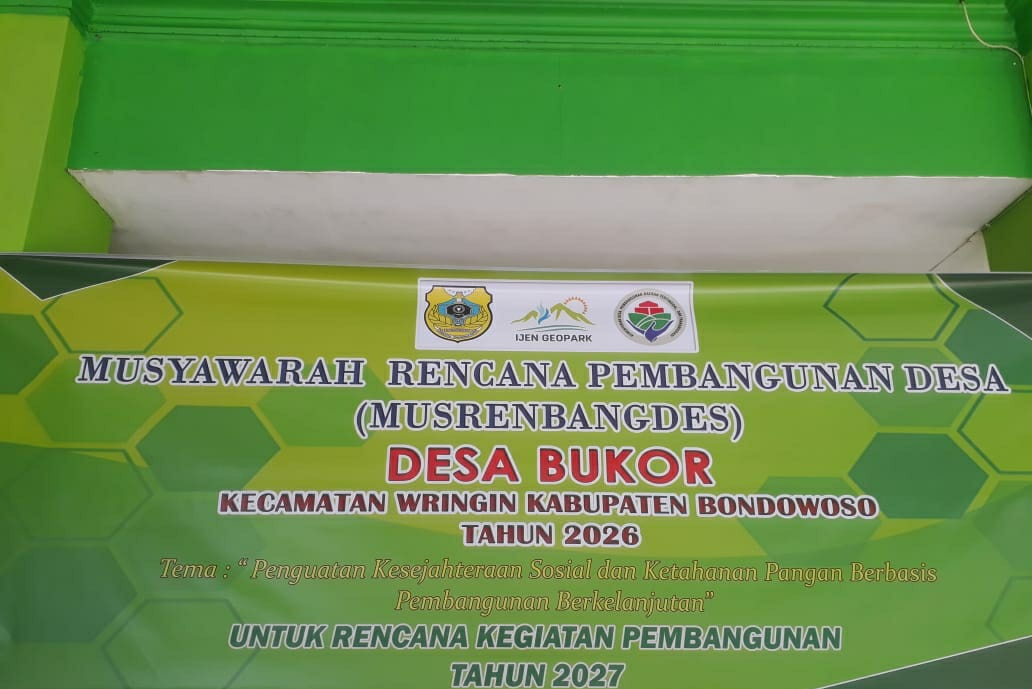 IJEN GEOPARK
MUSYAWARAH RENCANA PEMBANGUNAN DESA
(MUSRENBANGDES)
DESA BUKOR
KECAMATAN WRINGIN KABUPATEN BONDOWOSO
TAHUN 2026
Tema : “ Penguatan Kesejahteraan Sosial dan Ketahanan Pangan Berbasis
Pembangunan Berkelanjutan”
UNTUK RENCANA KEGIATAN PEMBANGUNAN
TAHUN 2027